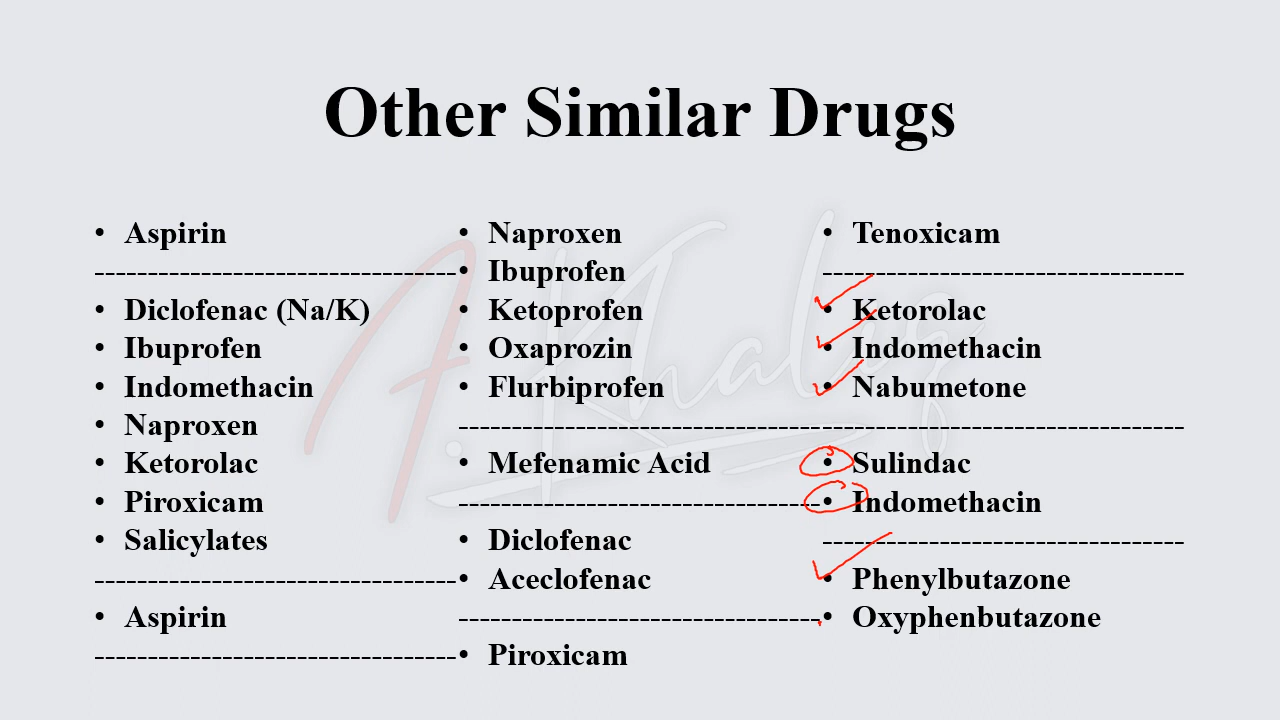 Other Similar Drugs
• Aspirin
----------------------------------
• Diclofenac (Na/K)
• Ibuprofen
• Indomethacin
• Naproxen
• Ketorolac
• Piroxicam
• Salicylates
----------------------------------
• Aspirin
----------------------------------
• Naproxen
• Ibuprofen
• Ketoprofen
• Oxaprozin
• Flurbiprofen
----------------------------------
• Mefenamic Acid
----------------------------------
• Diclofenac
• Aceclofenac
----------------------------------
• Piroxicam
• Tenoxicam
----------------------------------
• Ketorolac
• Indomethacin
• Nabumetone
----------------------------------
• Sulindac
• Indomethacin
----------------------------------
• Phenylbutazone
• Oxyphenbutazone
A. Khaleq